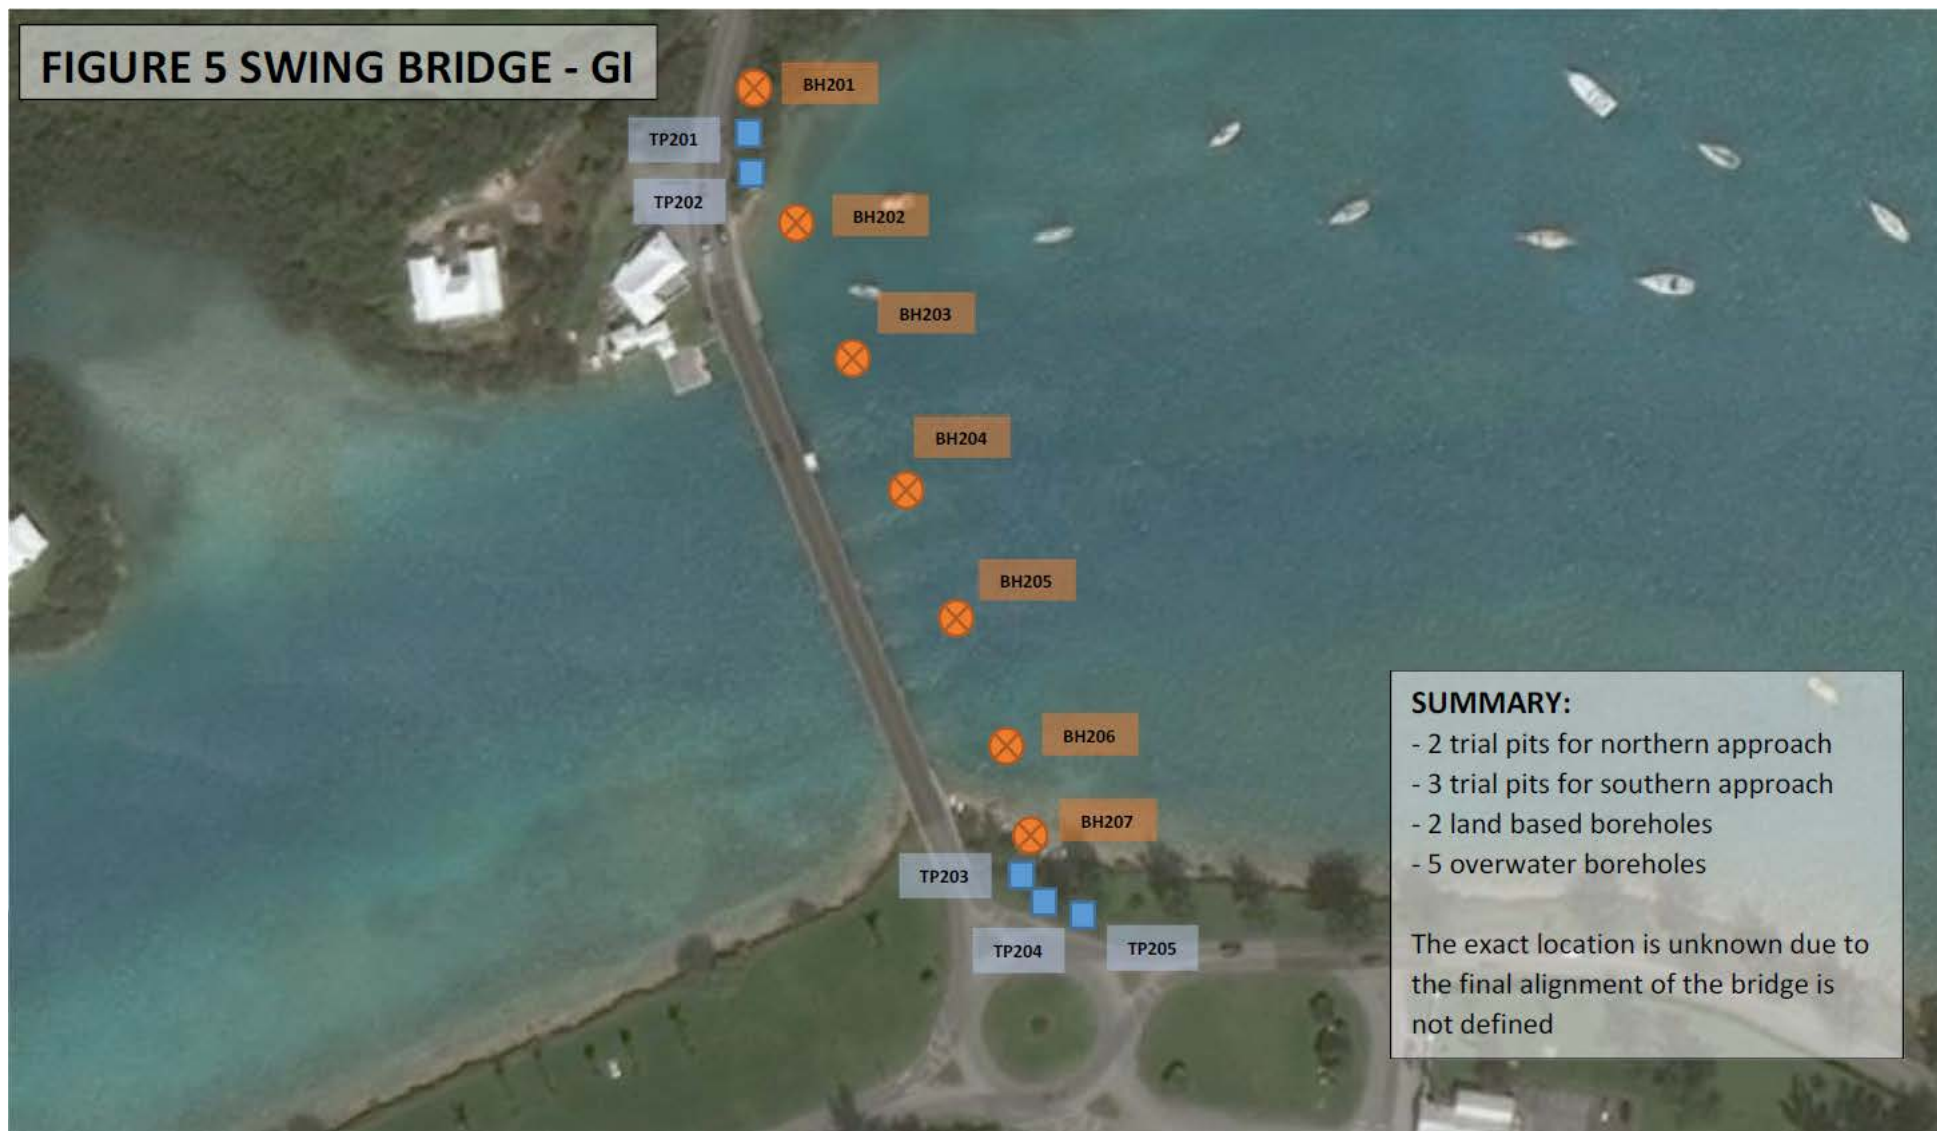 FIGURE 5 SWING BRIDGE - GI
BH201
TP201
TP202
BH202
BH203
BH204
BH205
BH206
BH207
TP203
TP204
TP205
SUMMARY:
- 2 trial pits for northern approach
- 3 trial pits for southern approach
- 2 land based boreholes
- 5 overwater boreholes
The exact location is unknown due to
the final alignment of the bridge is
not defined